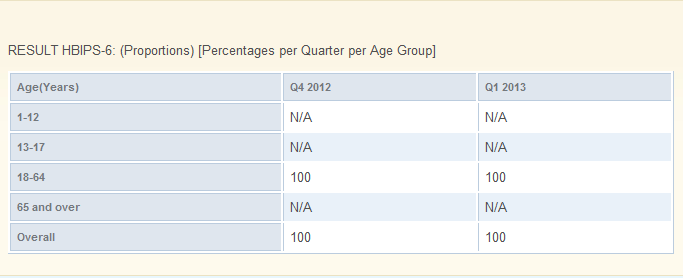 RESULT HBIPS-6: (Proportions) [Percentages per Quarter per Age Group]
Age(Years) Q4 2012 Q1 2013
1-12 N/A N/A
13-17 N/A N/A
18-64 100 100
65 and over N/A N/A
Overall 100 100